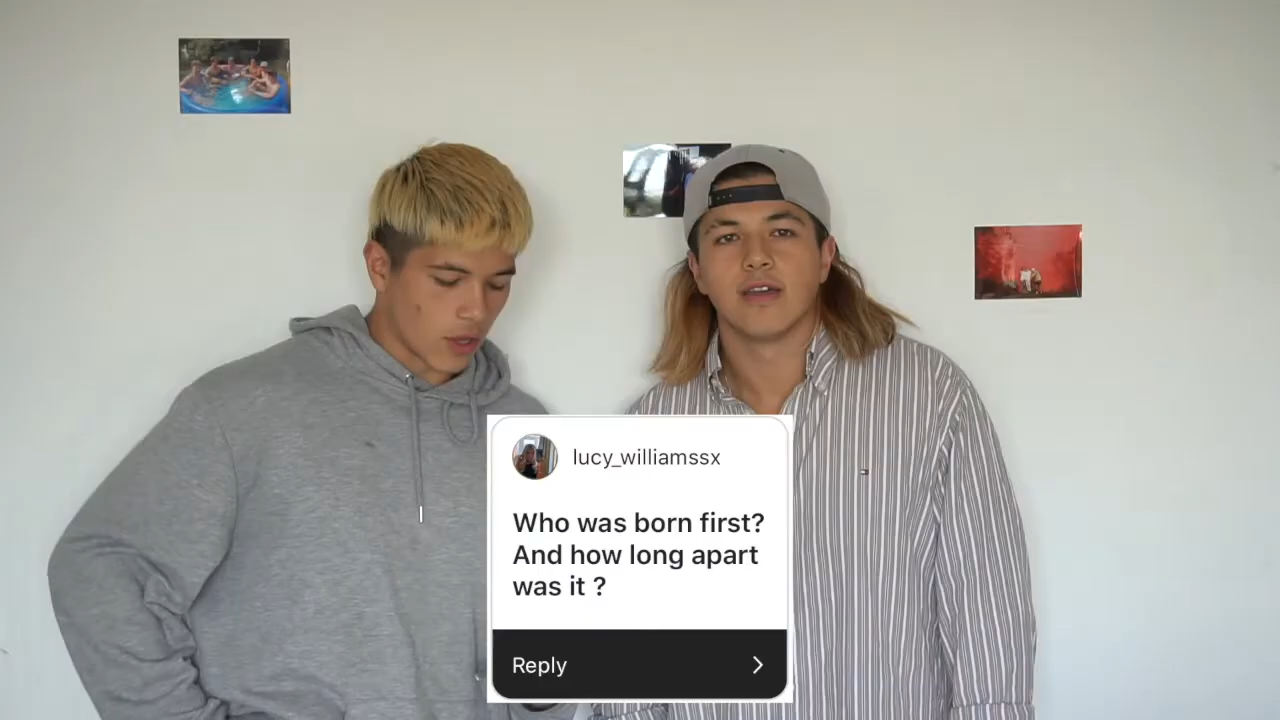 lucy_williamssx
Who was born first?
And how long apart
was it ?
Reply